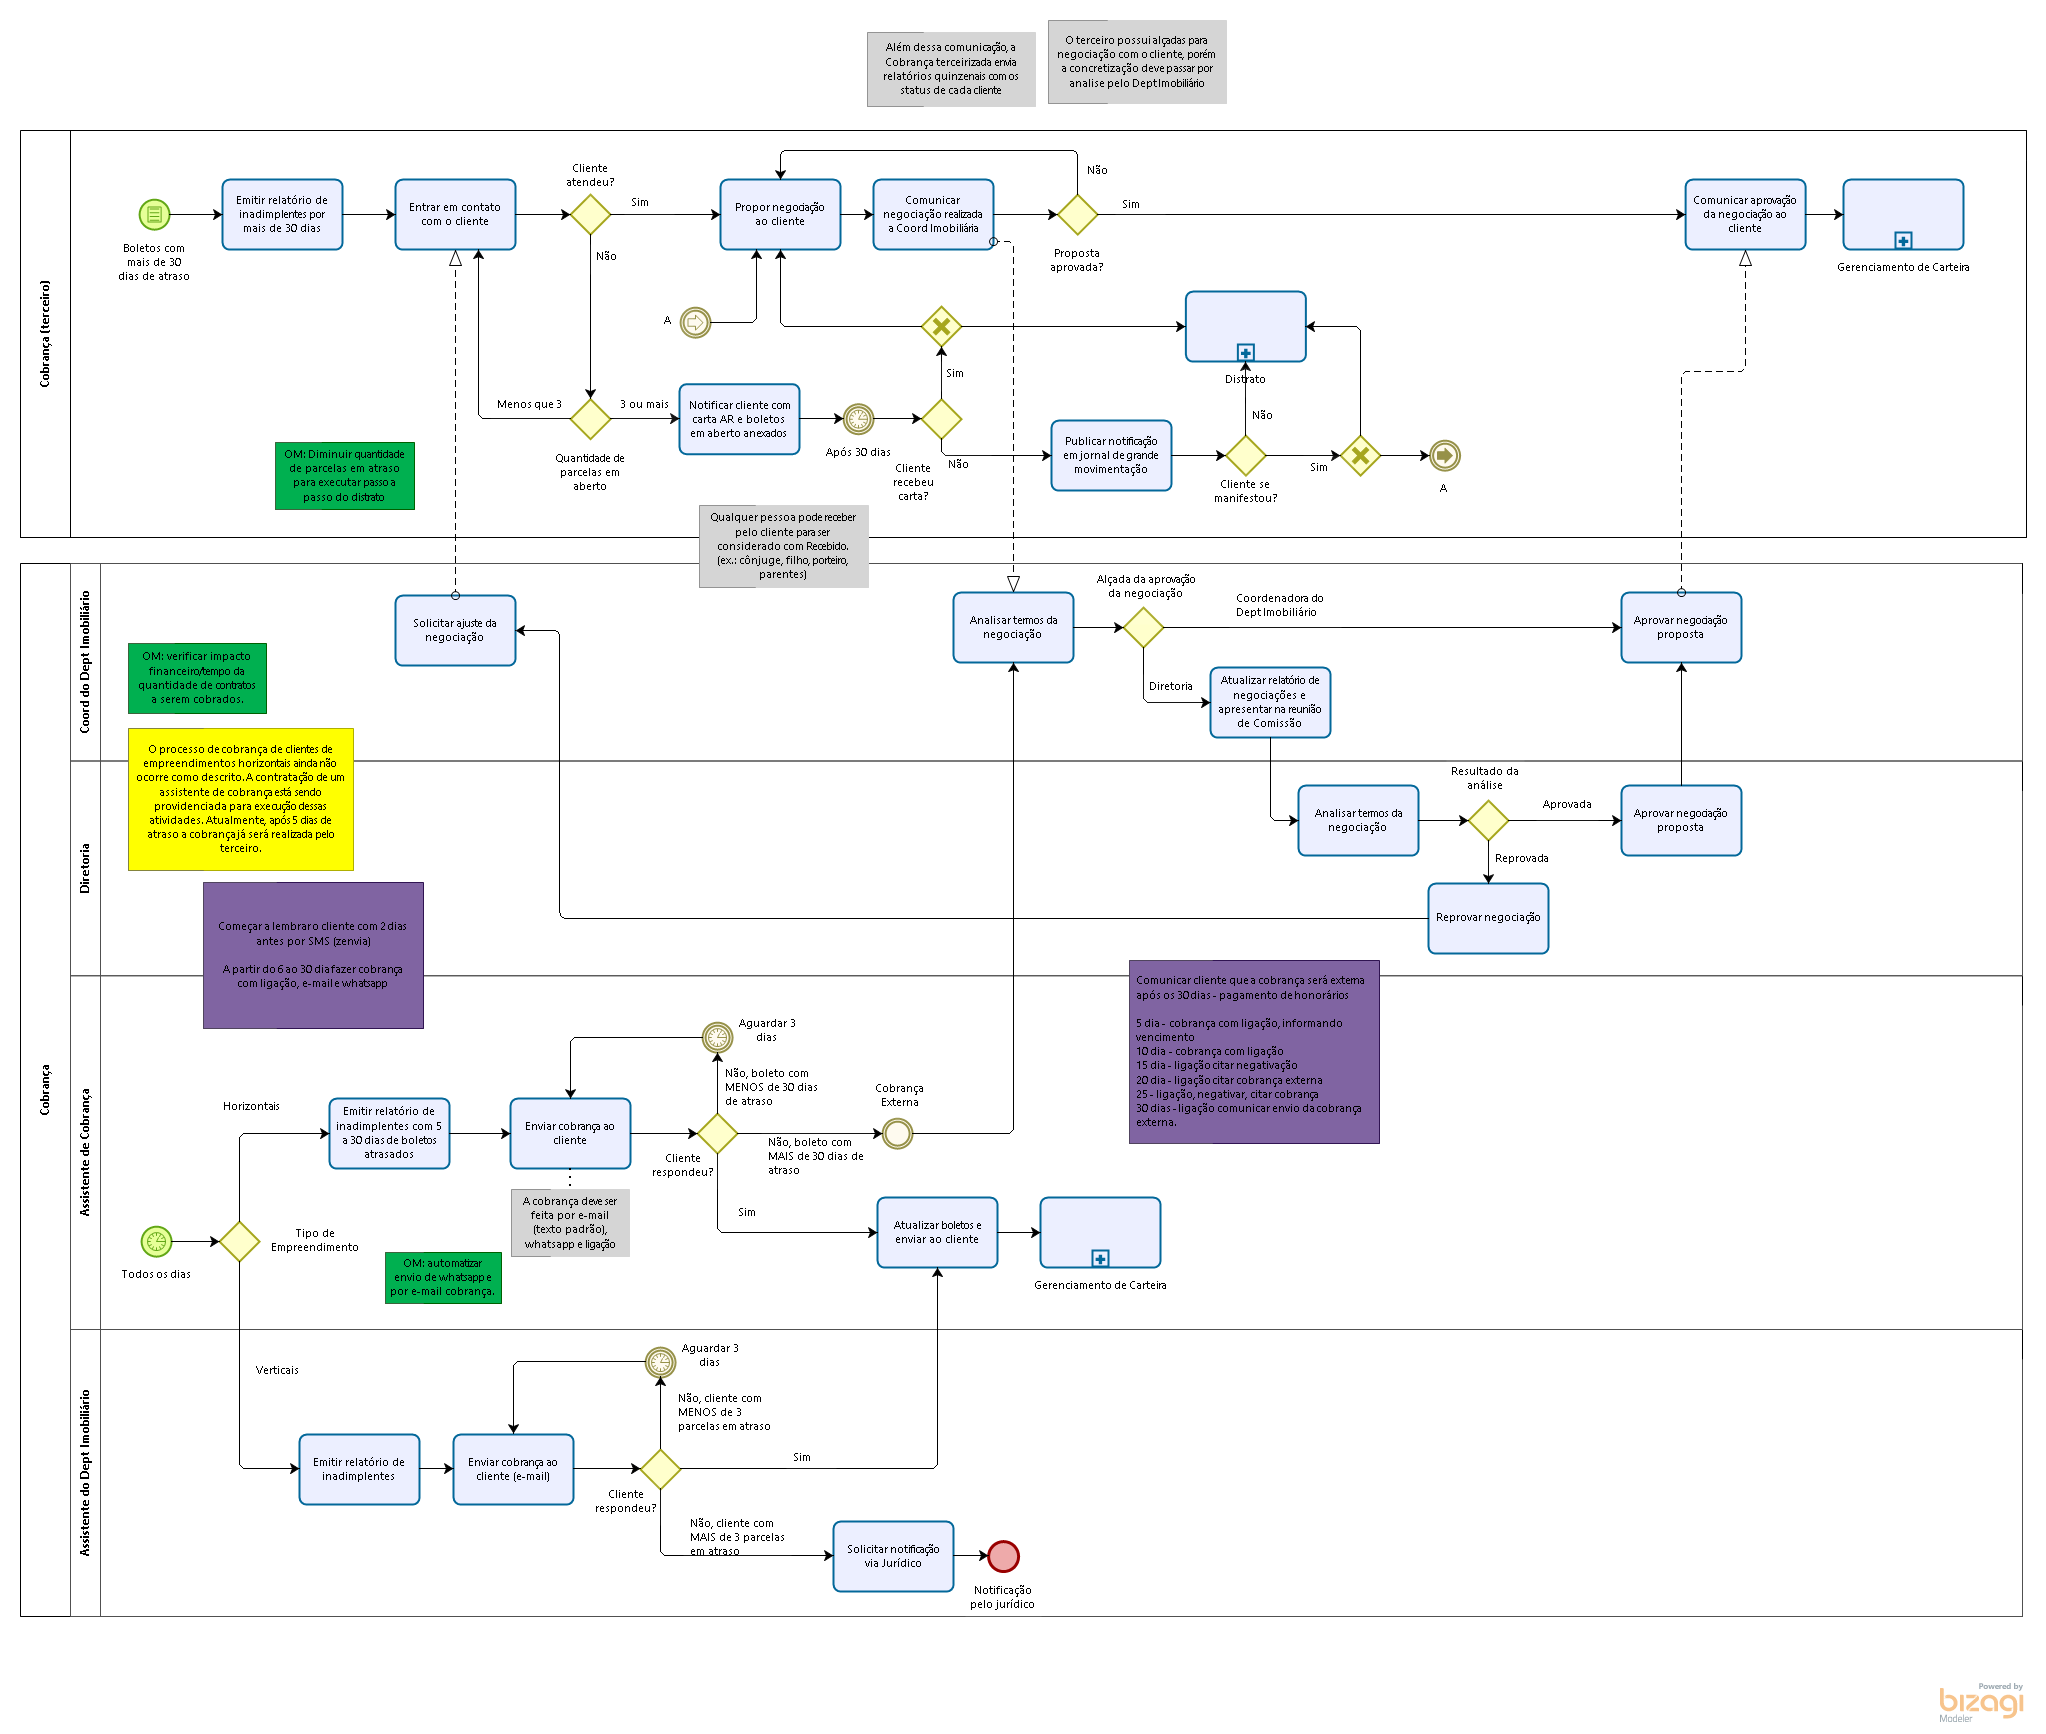 Além dessa comunicação, a
Cobrança terceirizada envia
relatórios quinzenais com os
status de cada cliente
O terceiro possui alçadas para
negociação com o cliente, porém
a concretização deve passar por
analise pelo Dept Imobiliário
Cobrança (terceiro)
Boletos com
mais de 30
dias de atraso
Emitir relatório de
inadimplentes por
mais de 30 dias
Entrar em contato
com o cliente
Cliente
atendeu?
Sim
Não
Propor negociação
ao cliente
Comunicar
negociação realizada
a Coord Imobiliária
Não
Sim
Proposta
aprovada?
Comunicar aprovação
da negociação ao
cliente
Gerenciamento de Carteira
A
Menos que 3
3 ou mais
Quantidade de
parcelas em
aberto
Notificar cliente com
carta AR e boletos
em aberto anexados
Após 30 dias
Sim
Cliente
recebeu
carta?
Não
Distrato
Publicar notificação
em jornal de grande
movimentação
Não
Cliente se
manifestou?
Sim
A
OM: Diminuir quantidade
de parcelas em atraso
para executar passo a
passo do distrato
Qualquer pessoa pode receber
pelo cliente para ser
considerado com Recebido.
(ex.: cônjuge, filho, porteiro,
parentes)
Cobrança
Coord do Dept Imobiliário
Solicitar ajuste da
negociação
Analisar termos da
negociação
Alçada da aprovação
da negociação
Coordenadora do
Dept Imobiliário
Aprovar negociação
proposta
Diretoria
Atualizar relatório de
negociações e
apresentar na reunião
de Comissão
OM: verificar impacto
financeiro/tempo da
quantidade de contratos
a serem cobrados.
O processo de cobrança de clientes de
empreendimentos horizontais ainda não
ocorre como descrito. A contratação de um
assistente de cobrança está sendo
providenciada para execução dessas
atividades. Atualmente, após 5 dias de
atraso a cobrança já será realizada pelo
terceiro.
Diretoria
Analisar termos da
negociação
Resultado da
análise
Aprovada
Aprovar negociação
proposta
Reprovada
Reprovar negociação
Começar a lembrar o cliente com 2 dias
antes por SMS (zenvia)
A partir do 6 ao 30 dia fazer cobrança
com ligação, e-mail e whatsapp
Comunicar cliente que a cobrança será externa
após os 30 dias - pagamento de honorários
5 dia - cobrança com ligação, informando
vencimento
10 dia - cobrança com ligação
15 dia - ligação citar negativação
20 dia - ligação citar cobrança externa
25 - ligação, negativar, citar cobrança
30 dias - ligação comunicar envio da cobrança
externa.
Assistente de Cobrança
Todos os dias
Tipo de
Empreendimento
Horizontais
Emitir relatório de
inadimplentes com 5
a 30 dias de boletos
atrasados
Enviar cobrança ao
cliente
A cobrança deve ser
feita por e-mail
(texto padrão),
whatsapp e ligação
OM: automatizar
envio de whatsapp e
por e-mail cobrança.
Aguardar 3
dias
Não, boleto com
MENOS de 30 dias
de atraso
Cliente
respondeu?
Não, boleto com
MAIS de 30 dias de
atraso
Cobrança
Externa
Sim
Atualizar boletos e
enviar ao cliente
Gerenciamento de Carteira
Assistente do Dept Imobiliário
Verticais
Emitir relatório de
inadimplentes
Enviar cobrança ao
cliente (e-mail)
Aguardar 3
dias
Não, cliente com
MENOS de 3
parcelas em atraso
Sim
Cliente
respondeu?
Não, cliente com
MAIS de 3 parcelas
em atraso
Solicitar notificação
via Jurídico
Notificação
pelo jurídico
Powered by
bizagi
Modeler